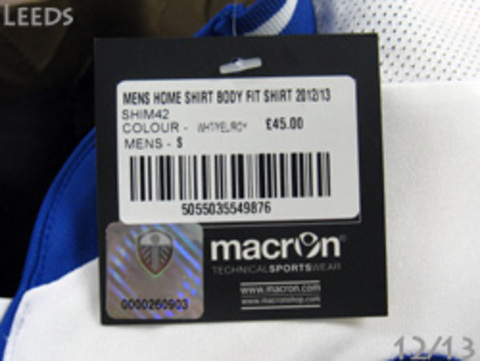 LEEDS
MENS HOME SHIRT BODY FIT SHIRT 2012/13
SHIM42
COLOUR - WHT/YEL/ROY £45.00
MENS - S
5055035549876
macron
TECHNICAL SPORTSWEAR
www.macron.com
www.macronshop.com
0000260903
12/13